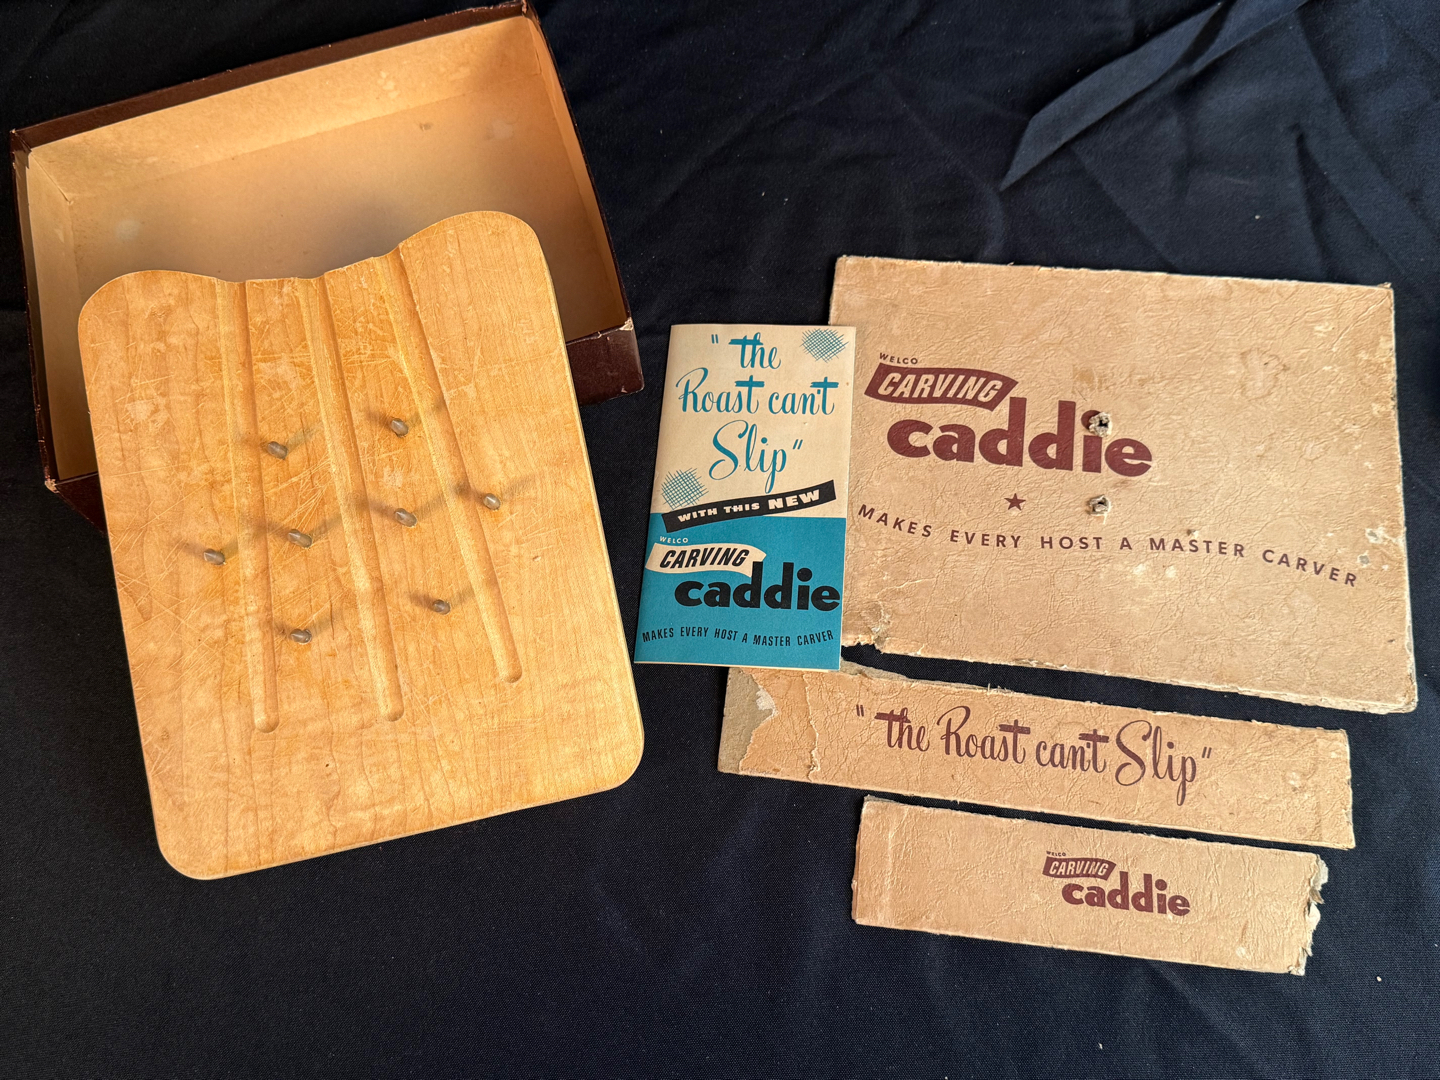 "the
Roast can't
Slip"
WITH THIS NEW
WELCO
CARVING
caddie
MAKES EVERY HOST A MASTER CARVER
WELCO
CARVING
caddie
★
MAKES EVERY HOST A MASTER CARVER
"the Roast can't Slip"
WELCO
CARVING
caddie